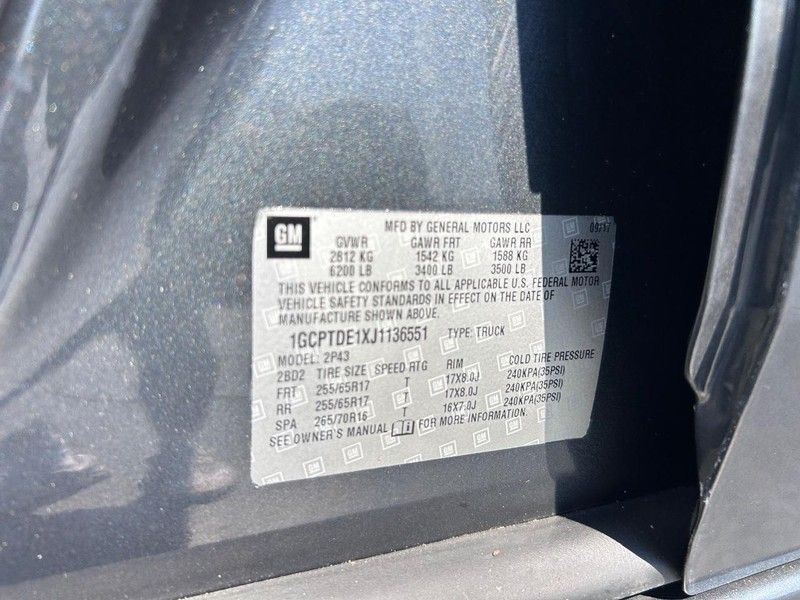 GM
MFD BY GENERAL MOTORS LLC 09/17
GVWR GAWR FRT GAWR RR
2812 KG 1542 KG 1588 KG
6200 LB 3400 LB 3500 LB
THIS VEHICLE CONFORMS TO ALL APPLICABLE U.S. FEDERAL MOTOR
VEHICLE SAFETY STANDARDS IN EFFECT ON THE DATE OF
MANUFACTURE SHOWN ABOVE.
1GCPTDE1XJ1136551 TYPE: TRUCK
MODEL: 2P43
2BD2 TIRE SIZE SPEED RTG RIM COLD TIRE PRESSURE
FRT 255/65R17 T 17X8.0J 240KPA(35PSI)
RR 255/65R17 T 17X8.0J 240KPA(35PSI)
SPA 265/70R16 T 16X7.0J 240KPA(35PSI)
SEE OWNER'S MANUAL FOR MORE INFORMATION.